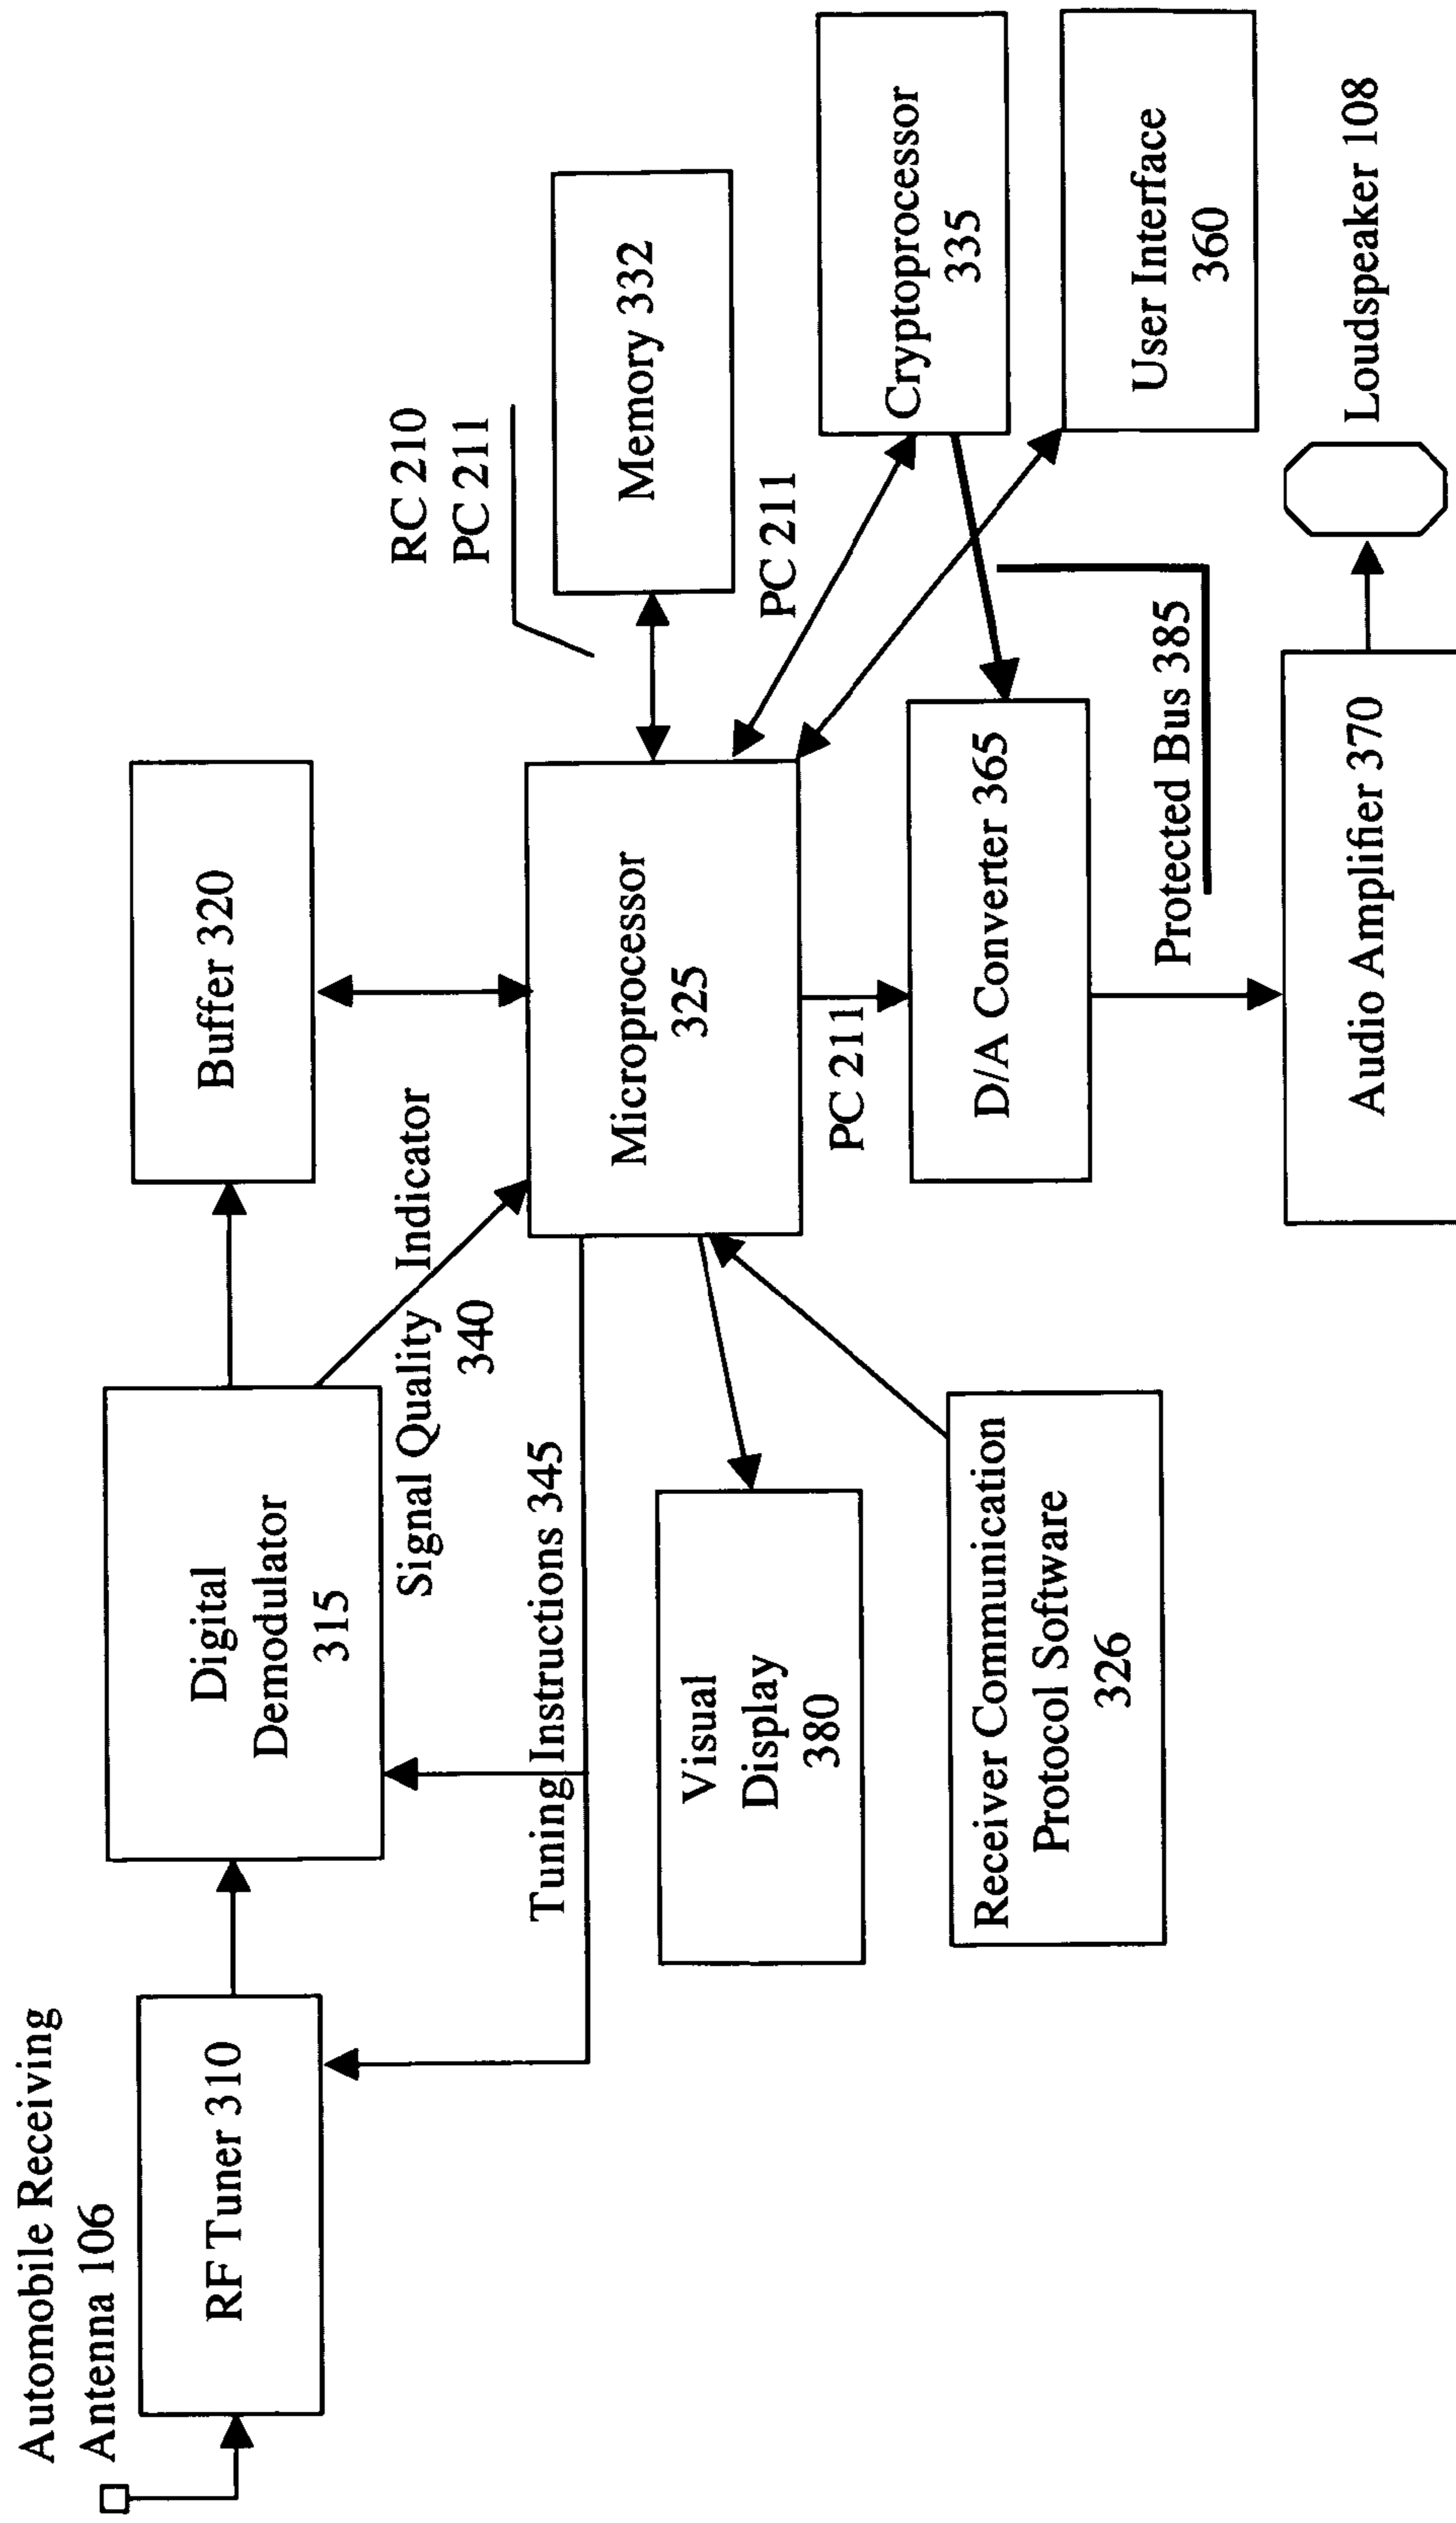 Automobile Receiving
Antenna 106
RF Tuner 310
Digital
Demodulator
315
Buffer 320
Signal Quality Indicator
340
Tuning Instructions 345
RC 210
PC 211
Memory 332
Microprocessor
325
PC 211
Cryptoprocessor
335
Visual
Display
380
PC 211
D/A Converter 365
User Interface
360
Receiver Communication
Protocol Software
326
Protected Bus 385
Audio Amplifier 370
Loudspeaker 108